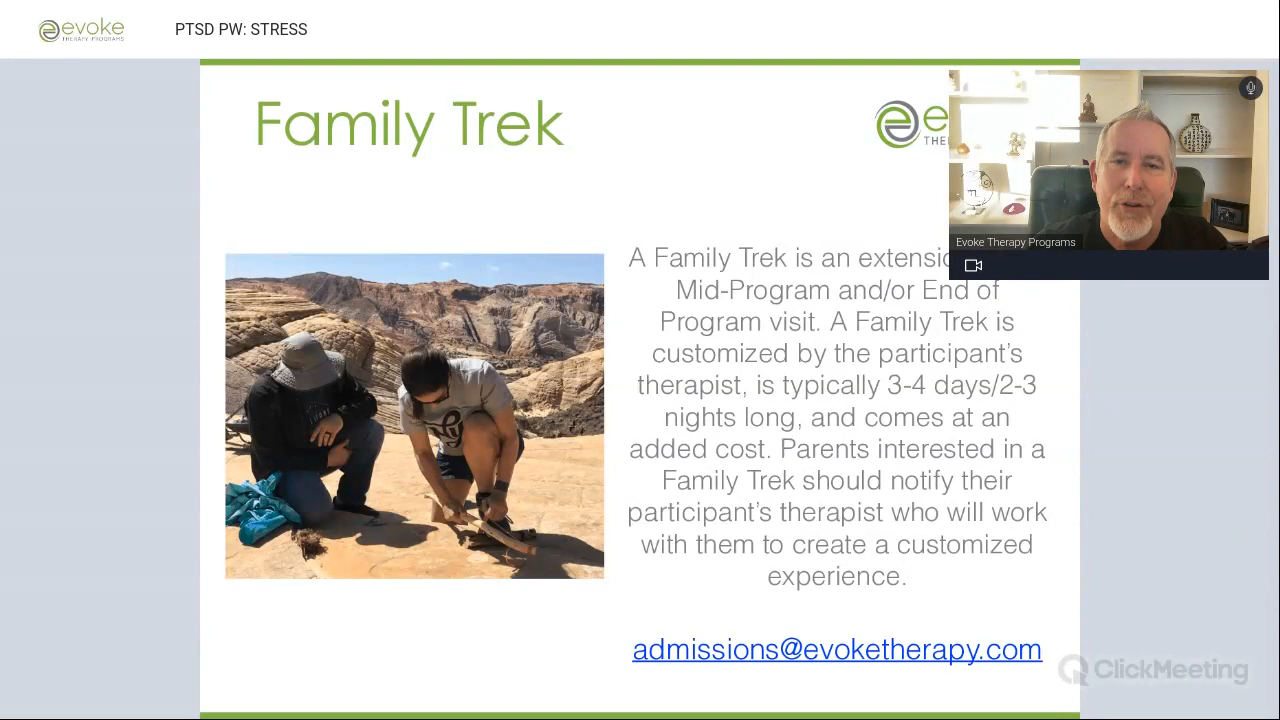 evoke
THERAPY PROGRAMS
PTSD PW: STRESS
Family Trek
Evoke Therapy Programs
A Family Trek is an
Mid-Program and/or End of
Program visit. A Family Trek is
customized by the participant’s
therapist, is typically 3-4 days/2-3
nights long, and comes at an
added cost. Parents interested in a
Family Trek should notify their
participant’s therapist who will work
with them to create a customized
experience.
admissions@evoketherapy.com
ClickMeeting